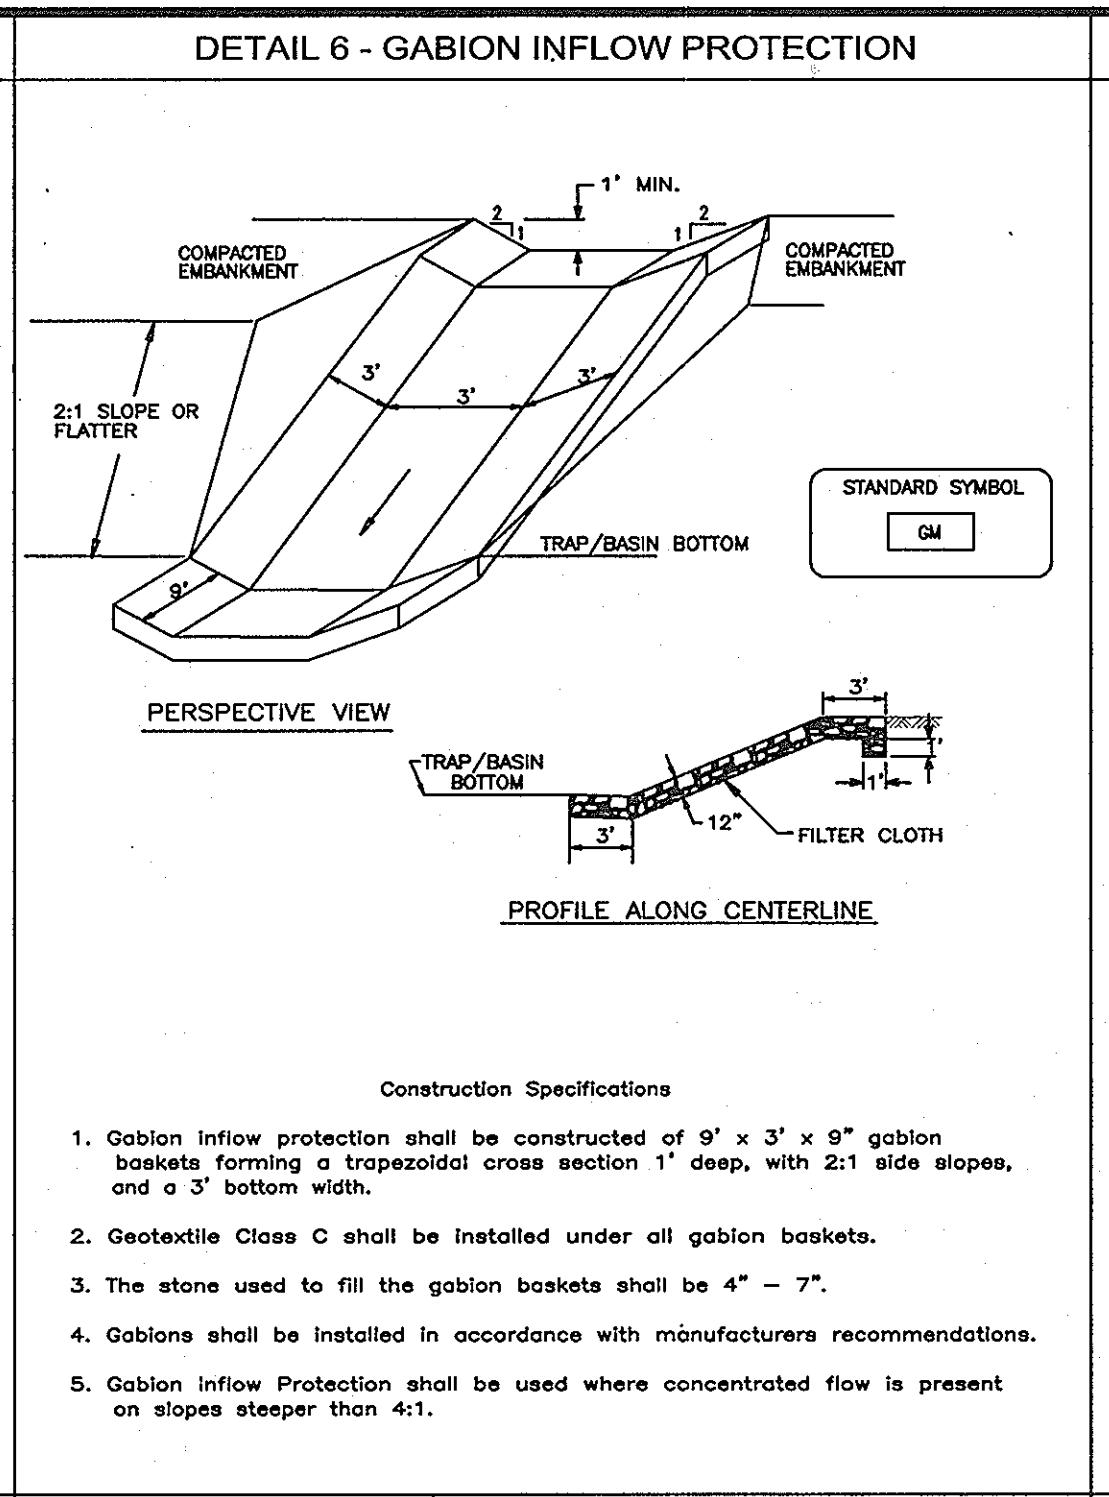 DETAIL 6 - GABION INFLOW PROTECTION
1' MIN.
2
1
2
1
COMPACTED
EMBANKMENT
COMPACTED
EMBANKMENT
3'
3'
3'
2:1 SLOPE OR
FLATTER
STANDARD SYMBOL
GM
TRAP/BASIN BOTTOM
9'
PERSPECTIVE VIEW
3'
TRAP/BASIN
BOTTOM
1'
1'
12"
3'
FILTER CLOTH
PROFILE ALONG CENTERLINE
Construction Specifications
1. Gabion inflow protection shall be constructed of 9' x 3' x 9" gabion
baskets forming a trapezoidal cross section 1' deep, with 2:1 side slopes,
and a 3' bottom width.
2. Geotextile Class C shall be installed under all gabion baskets.
3. The stone used to fill the gabion baskets shall be 4" – 7".
4. Gabions shall be installed in accordance with manufacturers recommendations.
5. Gabion Inflow Protection shall be used where concentrated flow is present
on slopes steeper than 4:1.